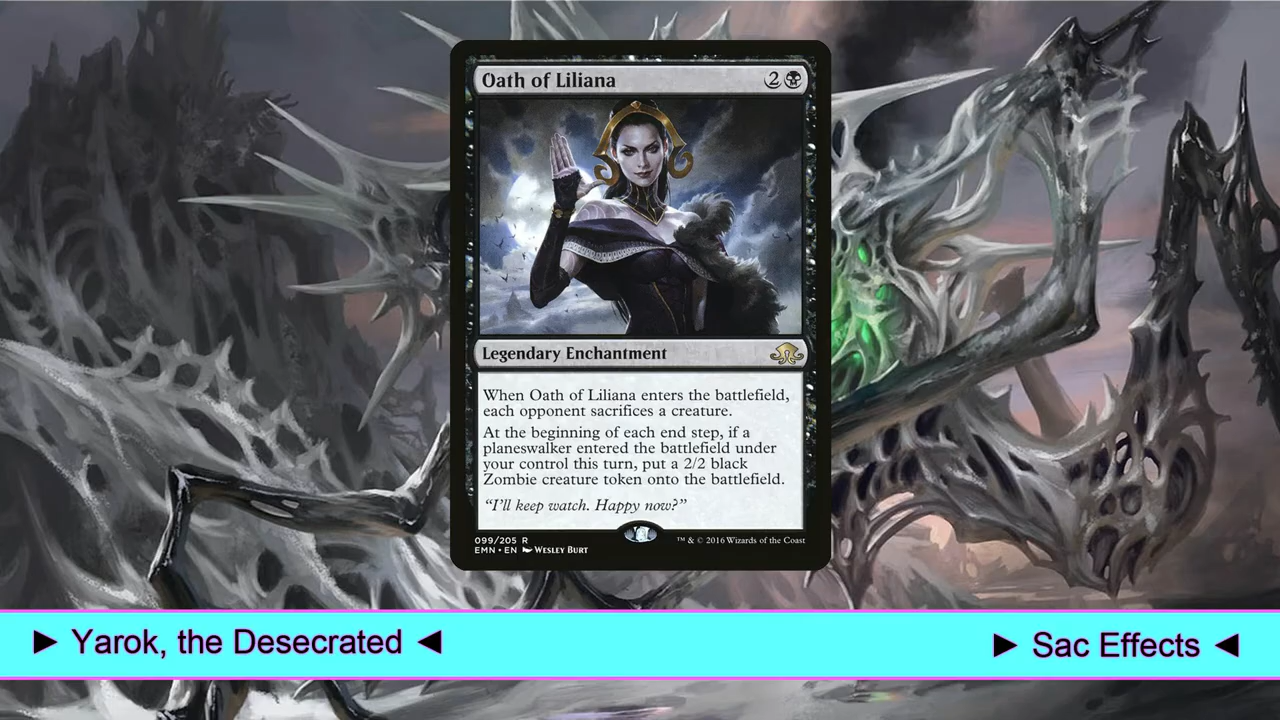 Oath of Liliana 2
Legendary Enchantment
When Oath of Liliana enters the battlefield,
each opponent sacrifices a creature.
At the beginning of each end step, if a
planeswalker entered the battlefield under
your control this turn, put a 2/2 black
Zombie creature token onto the battlefield.
“I’ll keep watch. Happy now?”
099/205 R
EMN • EN Wesley Burt
™ & © 2016 Wizards of the Coast
► Yarok, the Desecrated ◄
► Sac Effects ◄